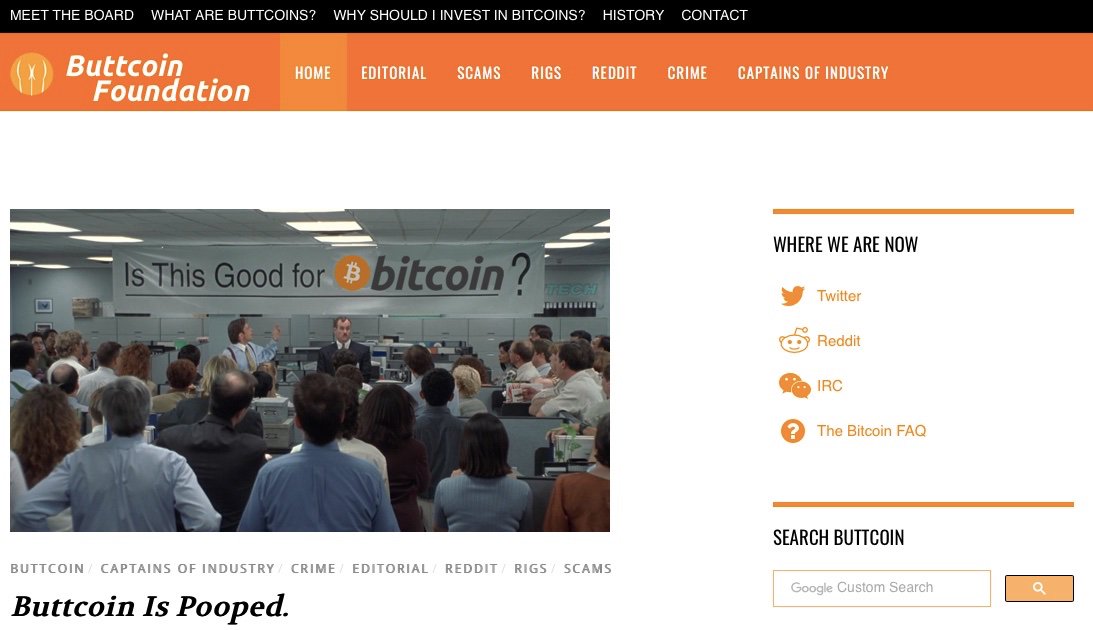 MEET THE BOARD WHAT ARE BUTTCOINS? WHY SHOULD I INVEST IN BITCOINS? HISTORY CONTACT
Buttcoin
Foundation
HOME EDITORIAL SCAMS RIGS REDDIT CRIME CAPTAINS OF INDUSTRY
Is This Good for bitcoin?
TECH
BUTTCOIN / CAPTAINS OF INDUSTRY / CRIME / EDITORIAL / REDDIT / RIGS / SCAMS
Buttcoin Is Pooped.
WHERE WE ARE NOW
Twitter
Reddit
IRC
The Bitcoin FAQ
SEARCH BUTTCOIN
Google Custom Search